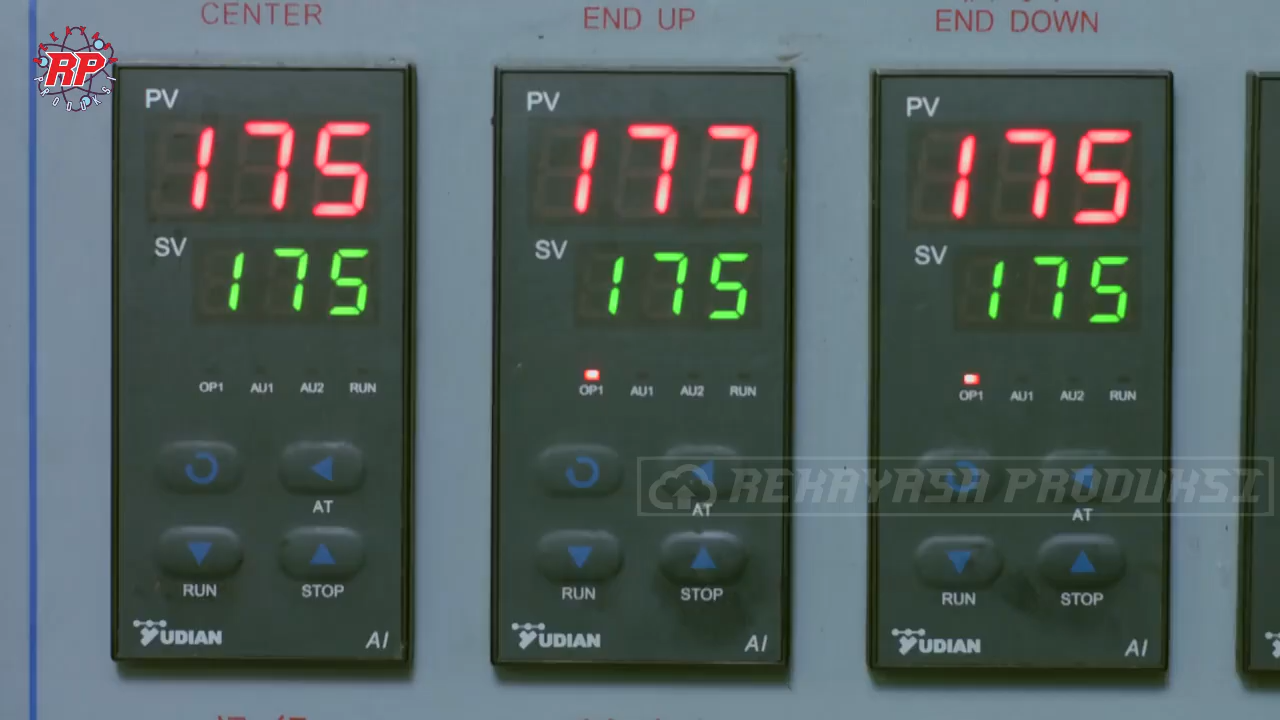 CENTER
END UP
END DOWN
RP
PRODUKSI
PV
175
SV
175
OP1 AU1 AU2 RUN
AT
RUN STOP
YUDIAN AI
PV
177
SV
175
OP1 AU1 AU2 RUN
AT
RUN STOP
YUDIAN AI
PV
175
SV
175
OP1 AU1 AU2 RUN
AT
RUN STOP
YUDIAN AI
REKAYASA PRODUKSI